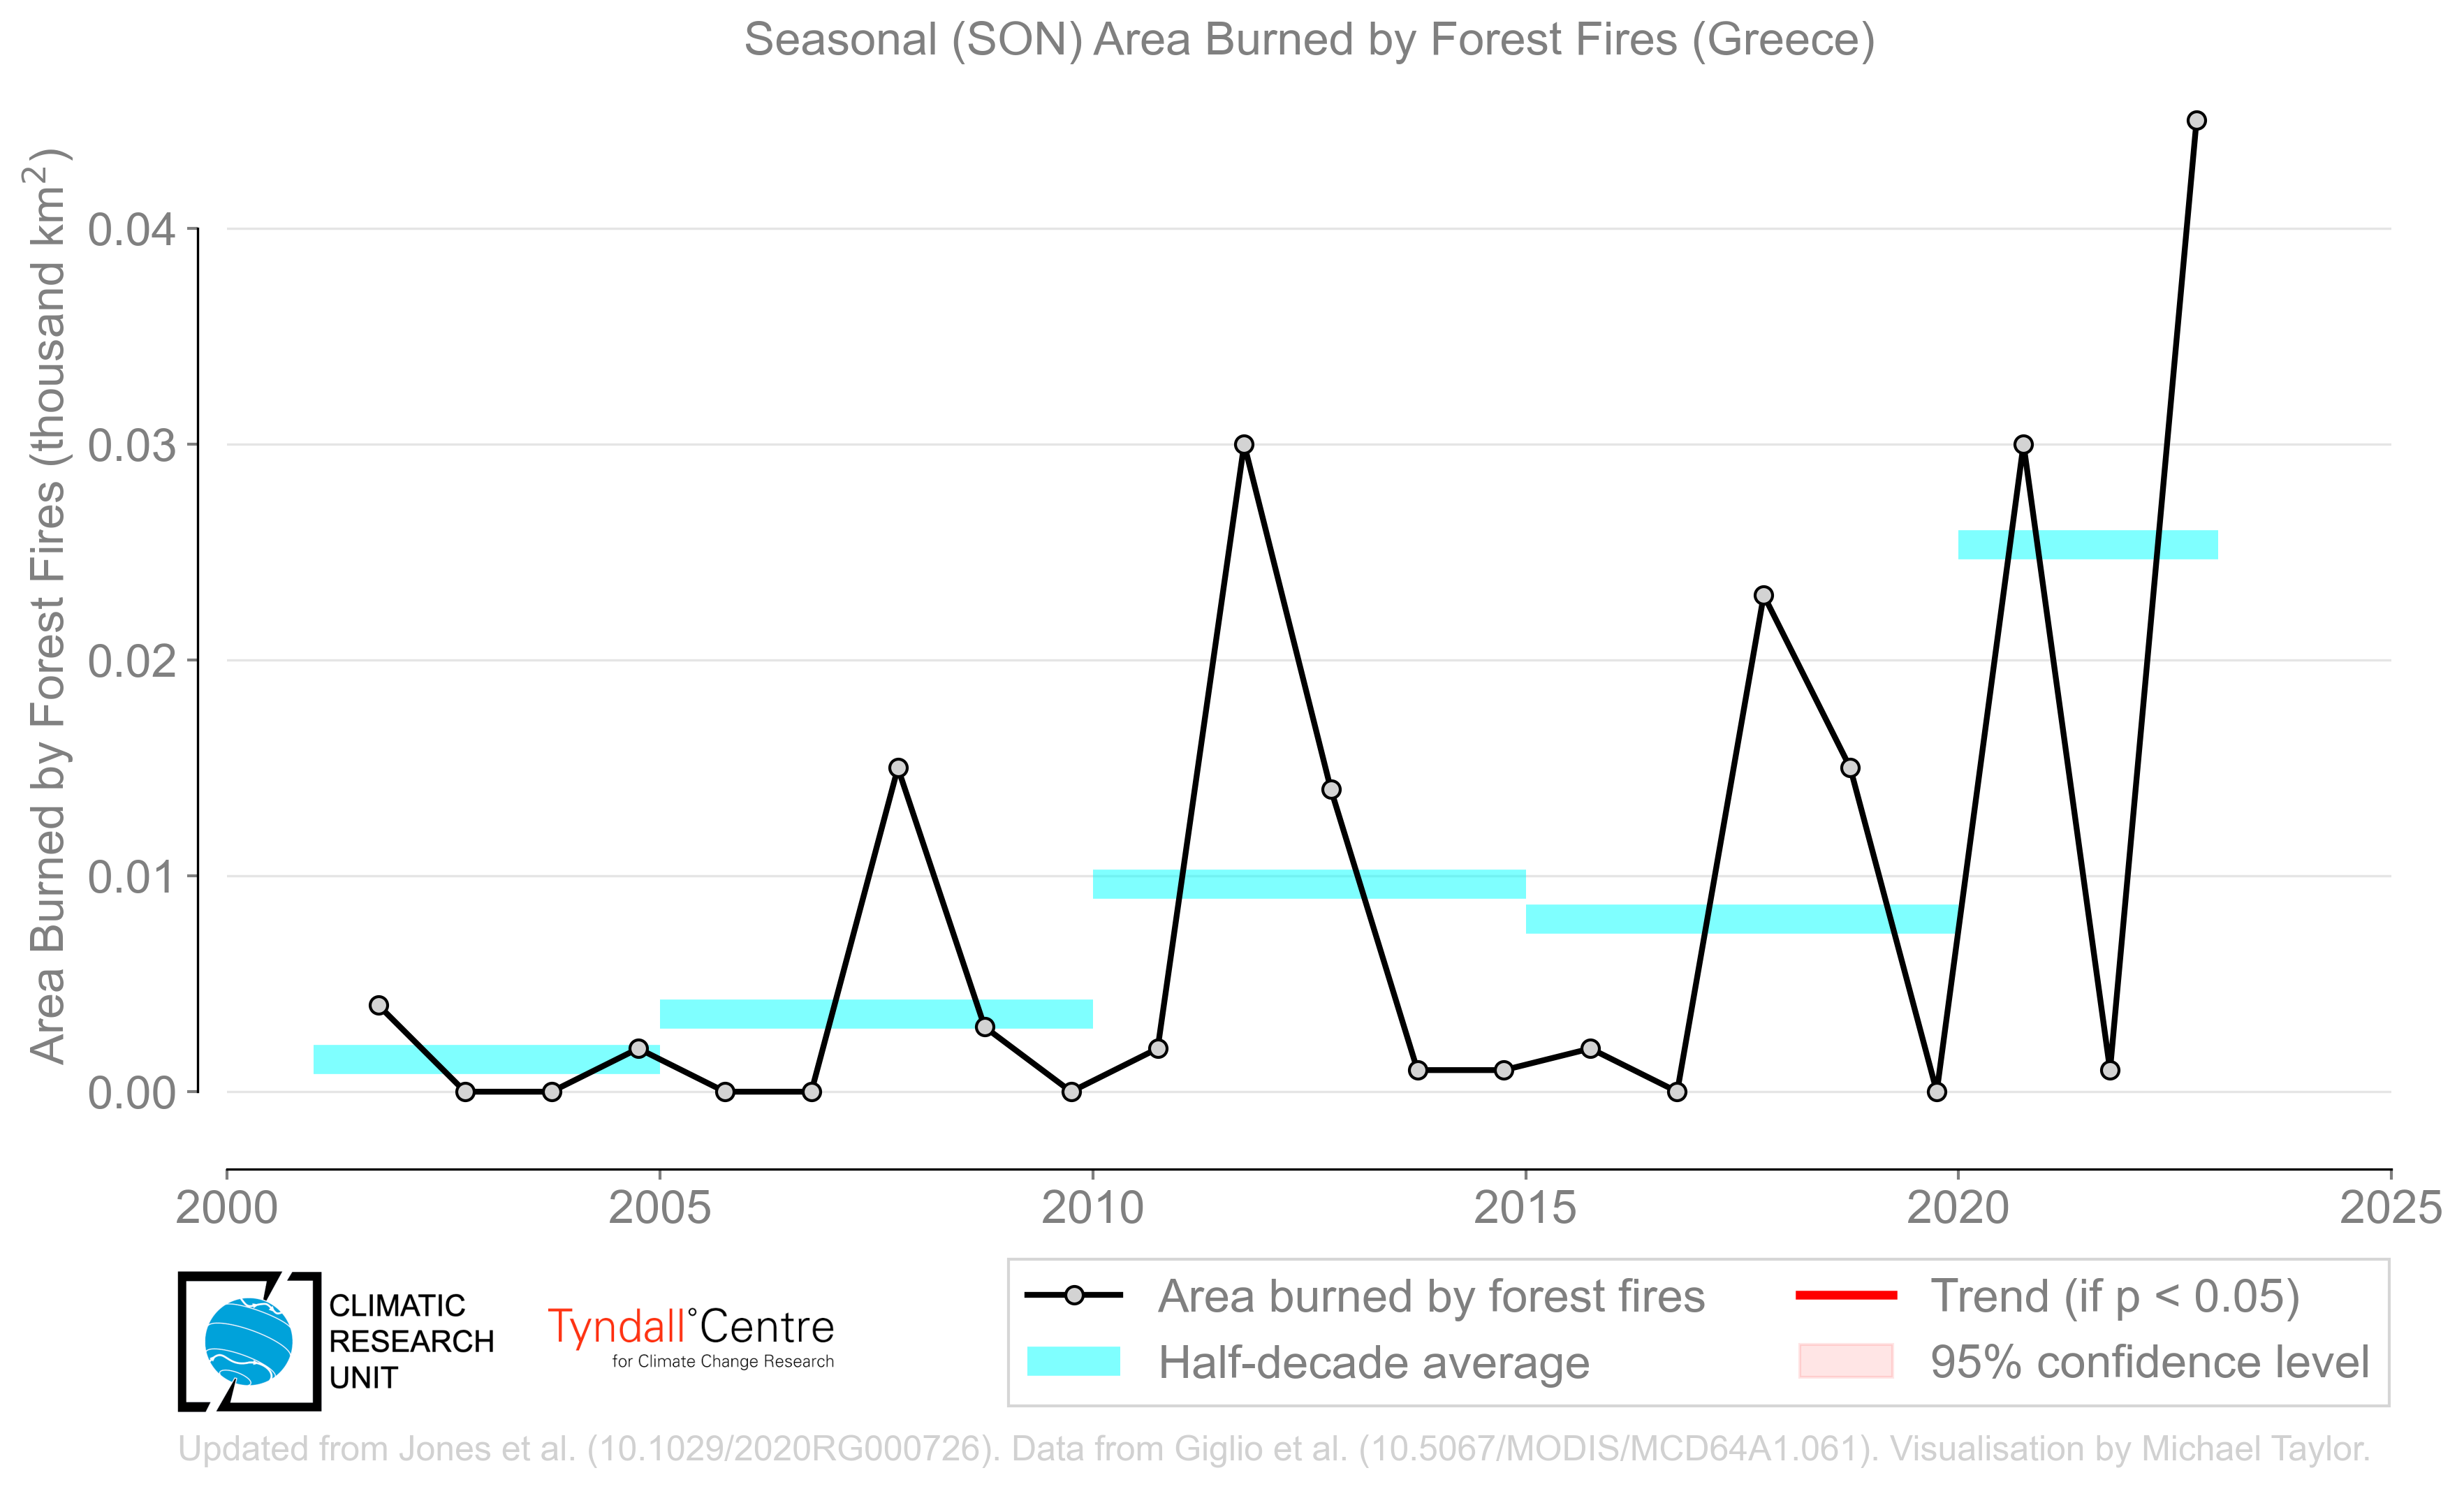 Seasonal (SON) Area Burned by Forest Fires (Greece)
Area Burned by Forest Fires (thousand km²)
0.04
0.03
0.02
0.01
0.00
2000 2005 2010 2015 2020 2025
CLIMATIC
RESEARCH
UNIT
Tyndall°Centre
for Climate Change Research
Area burned by forest fires
Half-decade average
Trend (if p < 0.05)
95% confidence level
Updated from Jones et al. (10.1029/2020RG000726). Data from Giglio et al. (10.5067/MODIS/MCD64A1.061). Visualisation by Michael Taylor.